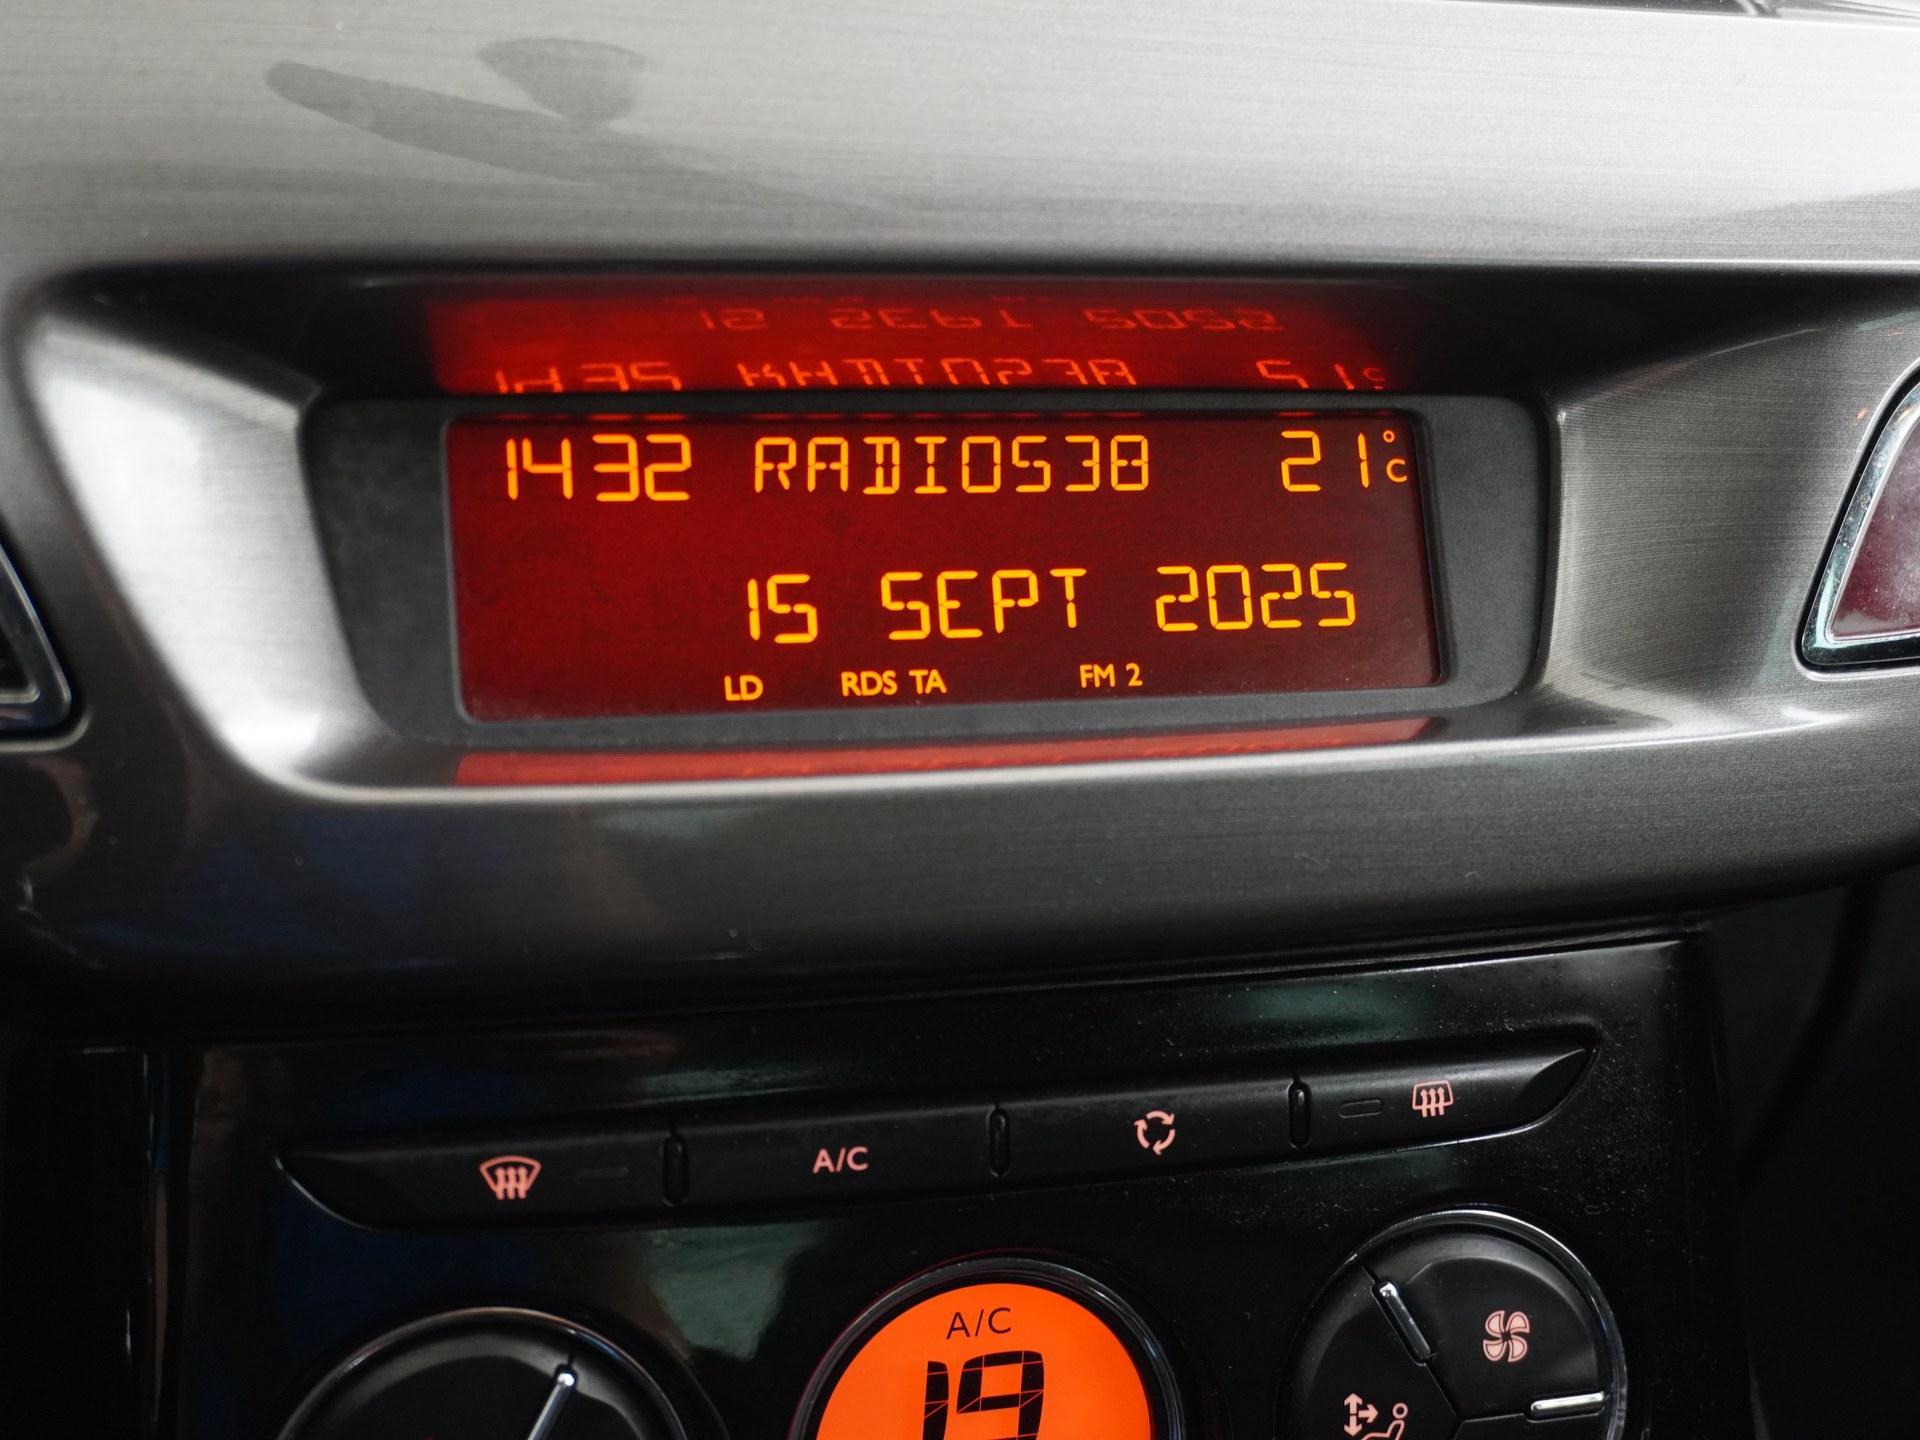 1432 RADIO538 21°C
15 SEPT 2025
LD RDS TA FM 2
A/C
A/C
19